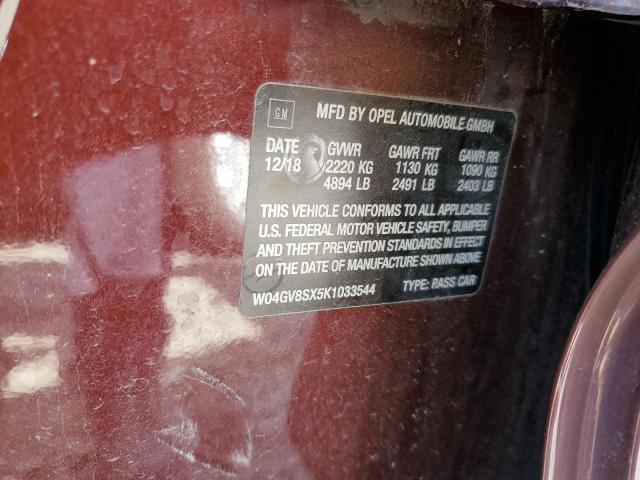 GM MFD BY OPEL AUTOMOBILE GMBH
DATE GVWR GAWR FRT GAWR RR
12/18 2220 KG 1130 KG 1090 KG
4894 LB 2491 LB 2403 LB
THIS VEHICLE CONFORMS TO ALL APPLICABLE
U.S. FEDERAL MOTOR VEHICLE SAFETY, BUMPER
AND THEFT PREVENTION STANDARDS IN EFFECT
ON THE DATE OF MANUFACTURE SHOWN ABOVE
W04GV8SX5K1033544 TYPE: PASS CAR